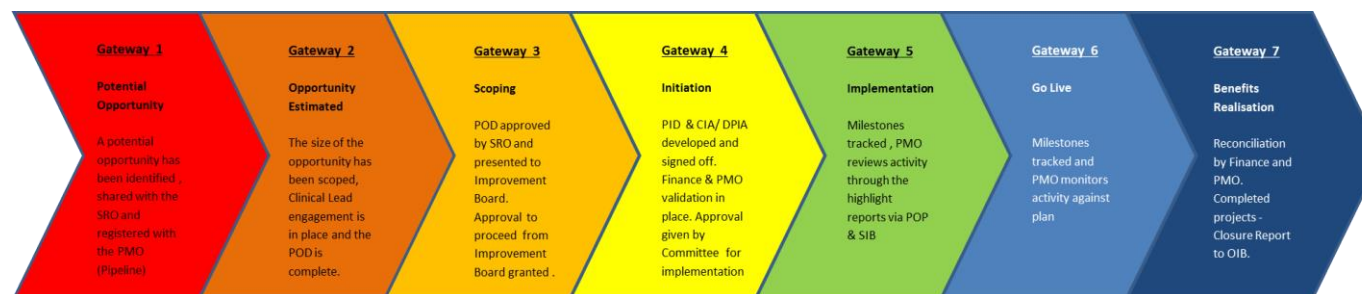 Gateway 1
Potential
Opportunity
A potential
opportunity has
been identified ,
shared with the
SRO and
registered with
the PMO
(Pipeline)
Gateway 2
Opportunity
Estimated
The size of the
opportunity has
been scoped,
Clinical Lead
engagement is
in place and the
POD is
complete.
Gateway 3
Scoping
POD approved
by SRO and
presented to
Improvement
Board.
Approval to
proceed from
Improvement
Board granted .
Gateway 4
Initiation
PID & CIA/ DPIA
developed and
signed off.
Finance & PMO
validation in
place. Approval
given by
Committee for
implementation
Gateway 5
Implementation
Milestones
tracked , PMO
reviews activity
through the
highlight
reports via POP
& SIB
Gateway 6
Go Live
Milestones
tracked and
PMO monitors
activity against
plan
Gateway 7
Benefits
Realisation
Reconciliation
by Finance and
PMO.
Completed
projects -
Closure Report
to OIB.